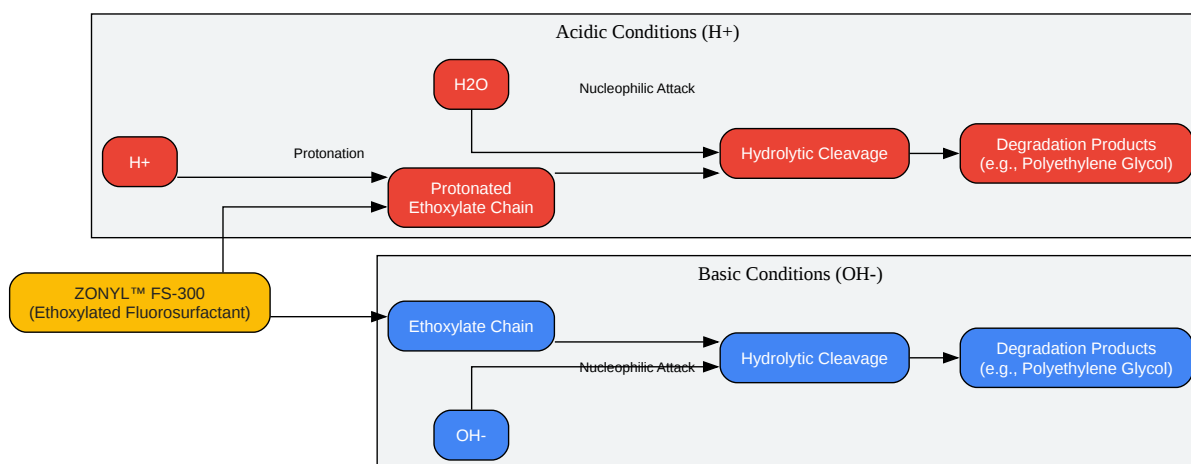 Acidic Conditions (H+)
H2O
Nucleophilic Attack
H+
Protonation
Hydrolytic Cleavage
Degradation Products
(e.g., Polyethylene Glycol)
Protonated
Ethoxylate Chain
ZONYL™ FS-300
(Ethoxylated Fluorosurfactant)
Basic Conditions (OH-)
Ethoxylate Chain
Nucleophilic Attack
Hydrolytic Cleavage
Degradation Products
(e.g., Polyethylene Glycol)
OH-